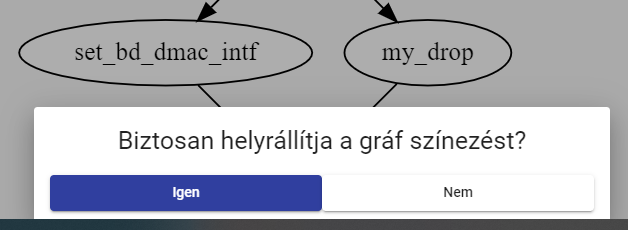 set_bd_dmac_intf my_drop
Biztosan helyrállítja a gráf színezést?
Igen Nem